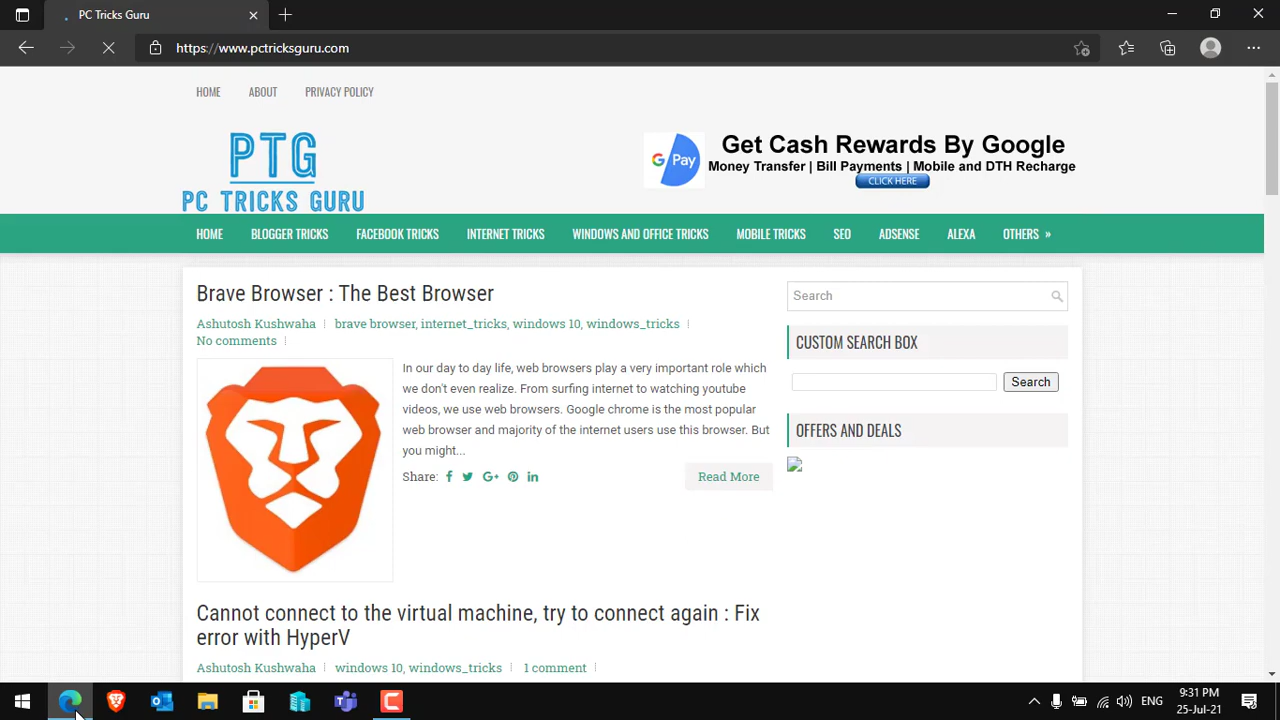 PC Tricks Guru
https://www.pctricksguru.com
HOME ABOUT PRIVACY POLICY
PTG
PC TRICKS GURU
G Pay
Get Cash Rewards By Google
Money Transfer | Bill Payments | Mobile and DTH Recharge
CLICK HERE
HOME BLOGGER TRICKS FACEBOOK TRICKS INTERNET TRICKS WINDOWS AND OFFICE TRICKS MOBILE TRICKS SEO ADSENSE ALEXA OTHERS »
Brave Browser : The Best Browser
Ashutosh Kushwaha brave browser, internet_tricks, windows 10, windows_tricks
No comments
In our day to day life, web browsers play a very important role which
we don't even realize. From surfing internet to watching youtube
videos, we use web browsers. Google chrome is the most popular
web browser and majority of the internet users use this browser. But
you might...
Share: G+
Read More
Search
CUSTOM SEARCH BOX
Search
OFFERS AND DEALS
Cannot connect to the virtual machine, try to connect again : Fix
error with HyperV
Ashutosh Kushwaha windows 10, windows_tricks 1 comment
ENG
9:31 PM
25-Jul-21